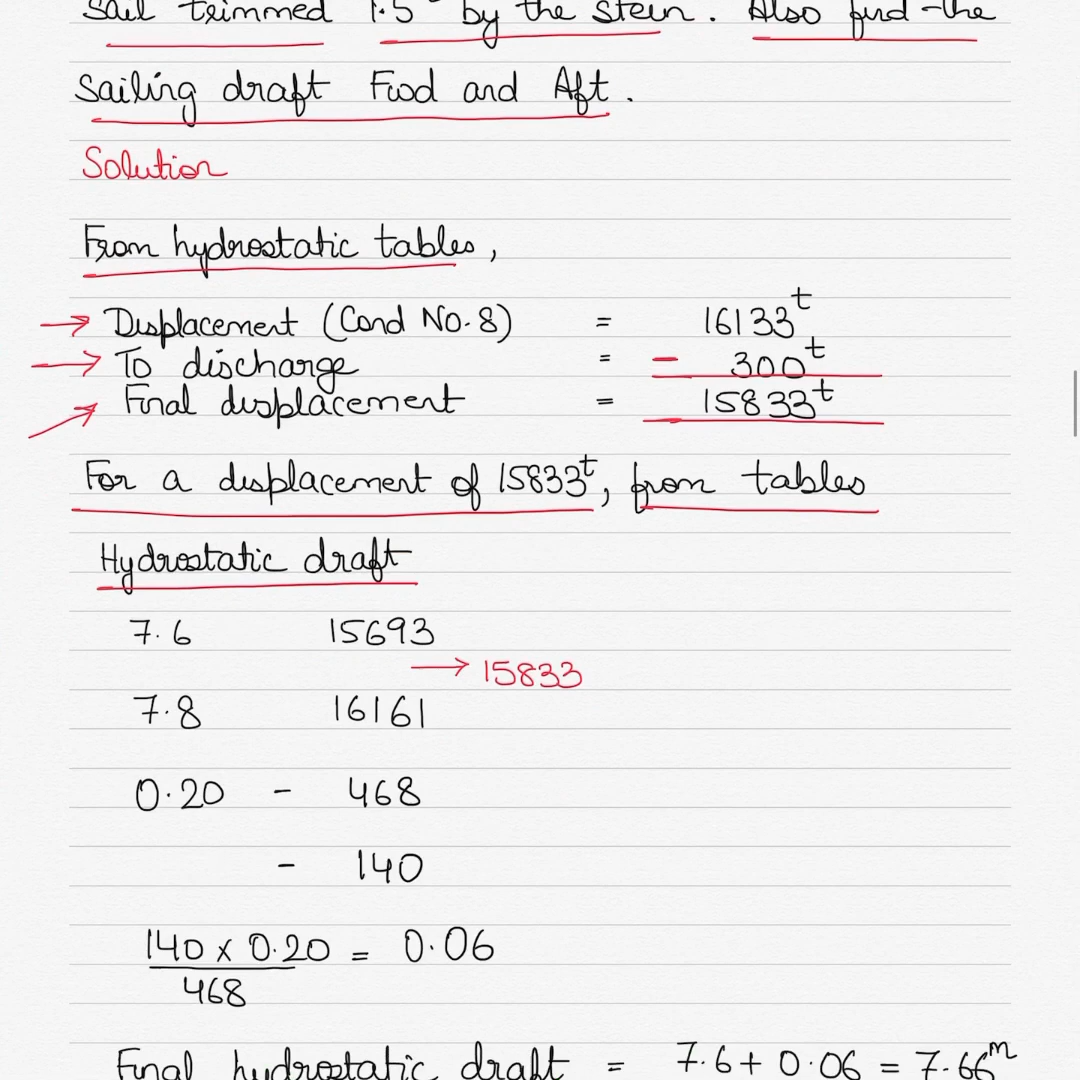 Sail trimmed 1.5 by the stern. Also find the
Sailing draft Fwd and Aft.
Solution
From hydrostatic tables,
→ Displacement (Cond No. 8) = 16133t
→ To discharge = - 300t
→ Final displacement = 15833t
For a displacement of 15833t, from tables
Hydrostatic draft
7.6 15693
→ 15833
7.8 16161
0.20 - 468
- 140
140 x 0.20 = 0.06
468
Final hydrostatic draft = 7.6 + 0.06 = 7.66m